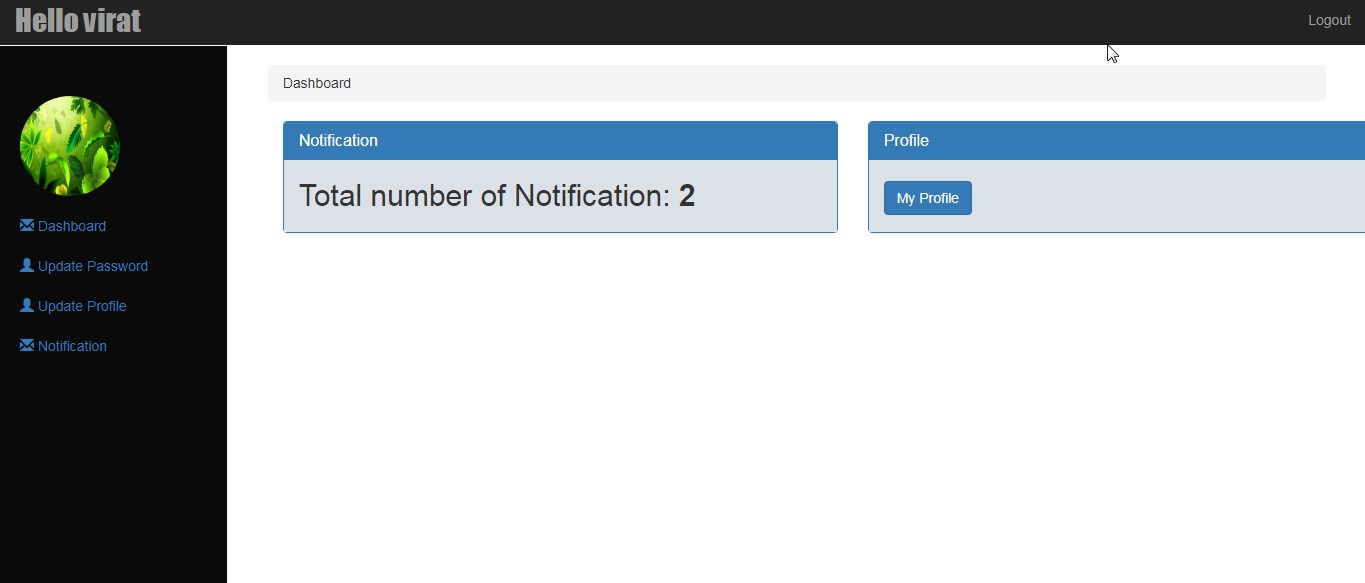 Hello virat
Logout
Dashboard
Update Password
Update Profile
Notification
Dashboard
Notification
Total number of Notification: 2
Profile
My Profile